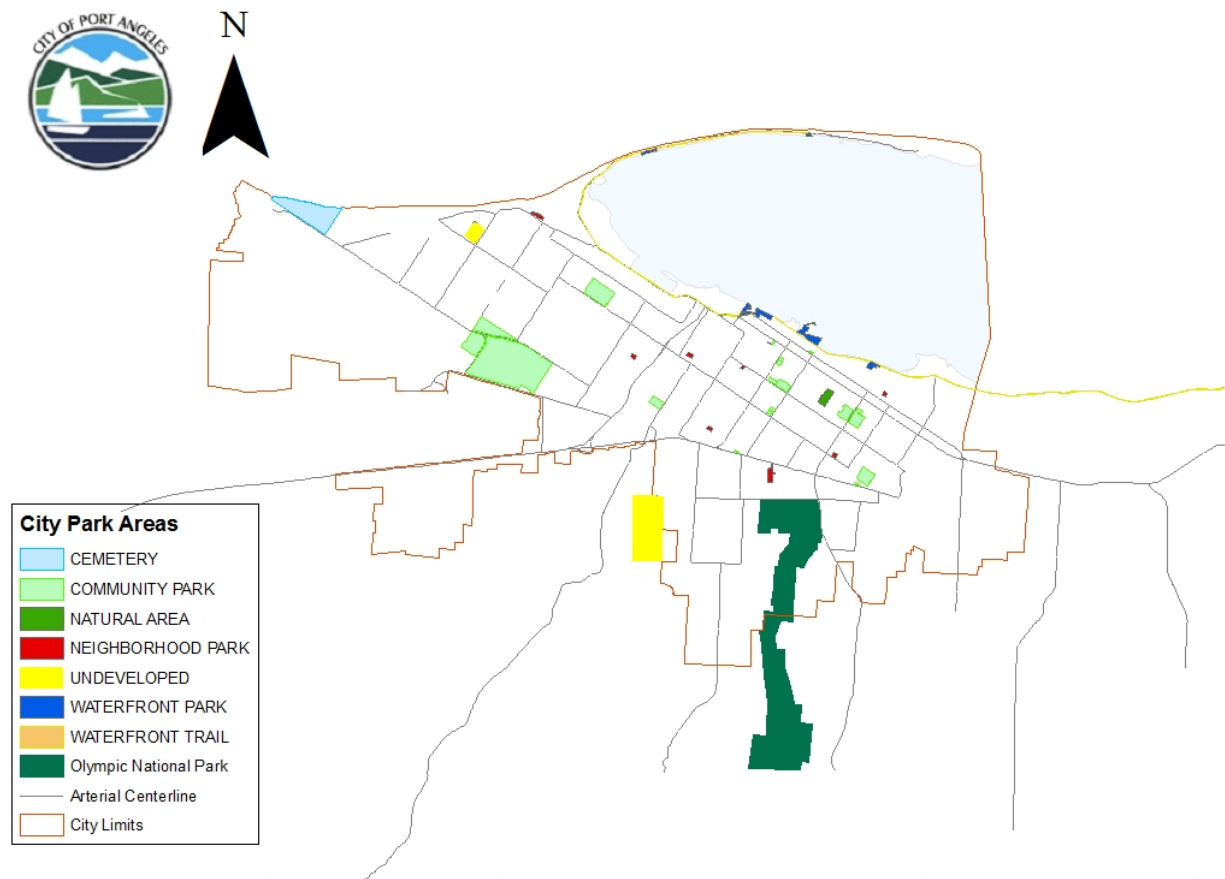 CITY OF PORT ANGELES
N
City Park Areas
CEMETERY
COMMUNITY PARK
NATURAL AREA
NEIGHBORHOOD PARK
UNDEVELOPED
WATERFRONT PARK
WATERFRONT TRAIL
Olympic National Park
Arterial Centerline
City Limits